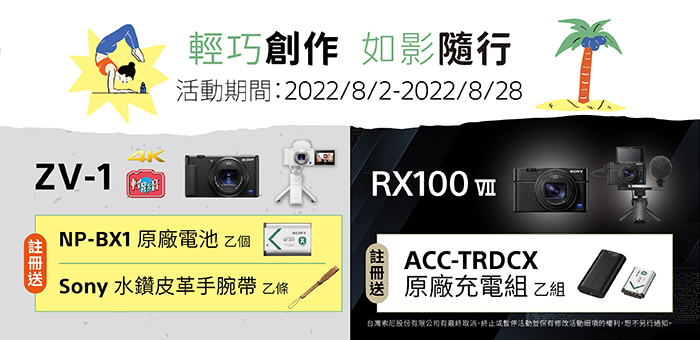 輕巧創作 如影隨行
活動期間：2022/8/2-2022/8/28
ZV-1
4K
SONY
註冊送
NP-BX1 原廠電池 乙個
SONY
Sony 水鑽皮革手腕帶 乙條
RX100 VII
SONY
註冊送
ACC-TRDCX
原廠充電組 乙組
台灣索尼股份有限公司有最終取消、終止或暫停活動並保有修改活動細項的權利，恕不另行通知。